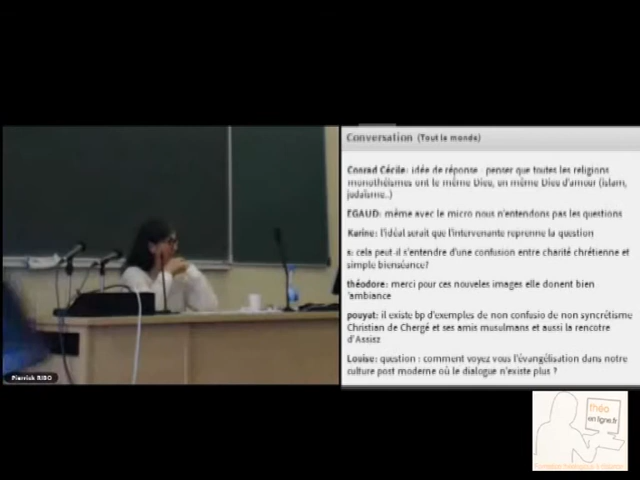 Conversation (Tout le monde)
Conrad Cécile: idée de réponse : penser que toutes les religions
monothéismes ont le même Dieu, un même Dieu d'amour (islam,
judaïsme..)
EGAUD: même avec le micro nous n'entendons pas les questions
Karine: l'idéal serait que l'intervenante reprenne la question
s: cela peut-il s'entendre d'une confusion entre charité chrétienne et
simple bienséance?
théodore: merci pour ces nouveles images elle donent bien
'ambiance
pouyat: il existe bp d'exemples de non confusio de non syncrétisme
Christian de Chergé et ses amis musulmans et aussi la rencotre
d'Assisz
Louise: question : comment voyez vous l'évangélisation dans notre
culture post moderne où le dialogue n'existe plus ?
Pierrick RIBO
théo
en ligne.fr